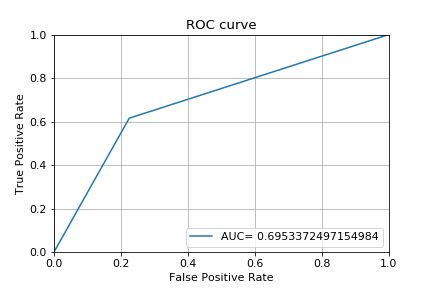 ROC curve
True Positive Rate
1.0
0.8
0.6
0.4
0.2
0.0
AUC= 0.6953372497154984
0.0 0.2 0.4 0.6 0.8 1.0
False Positive Rate